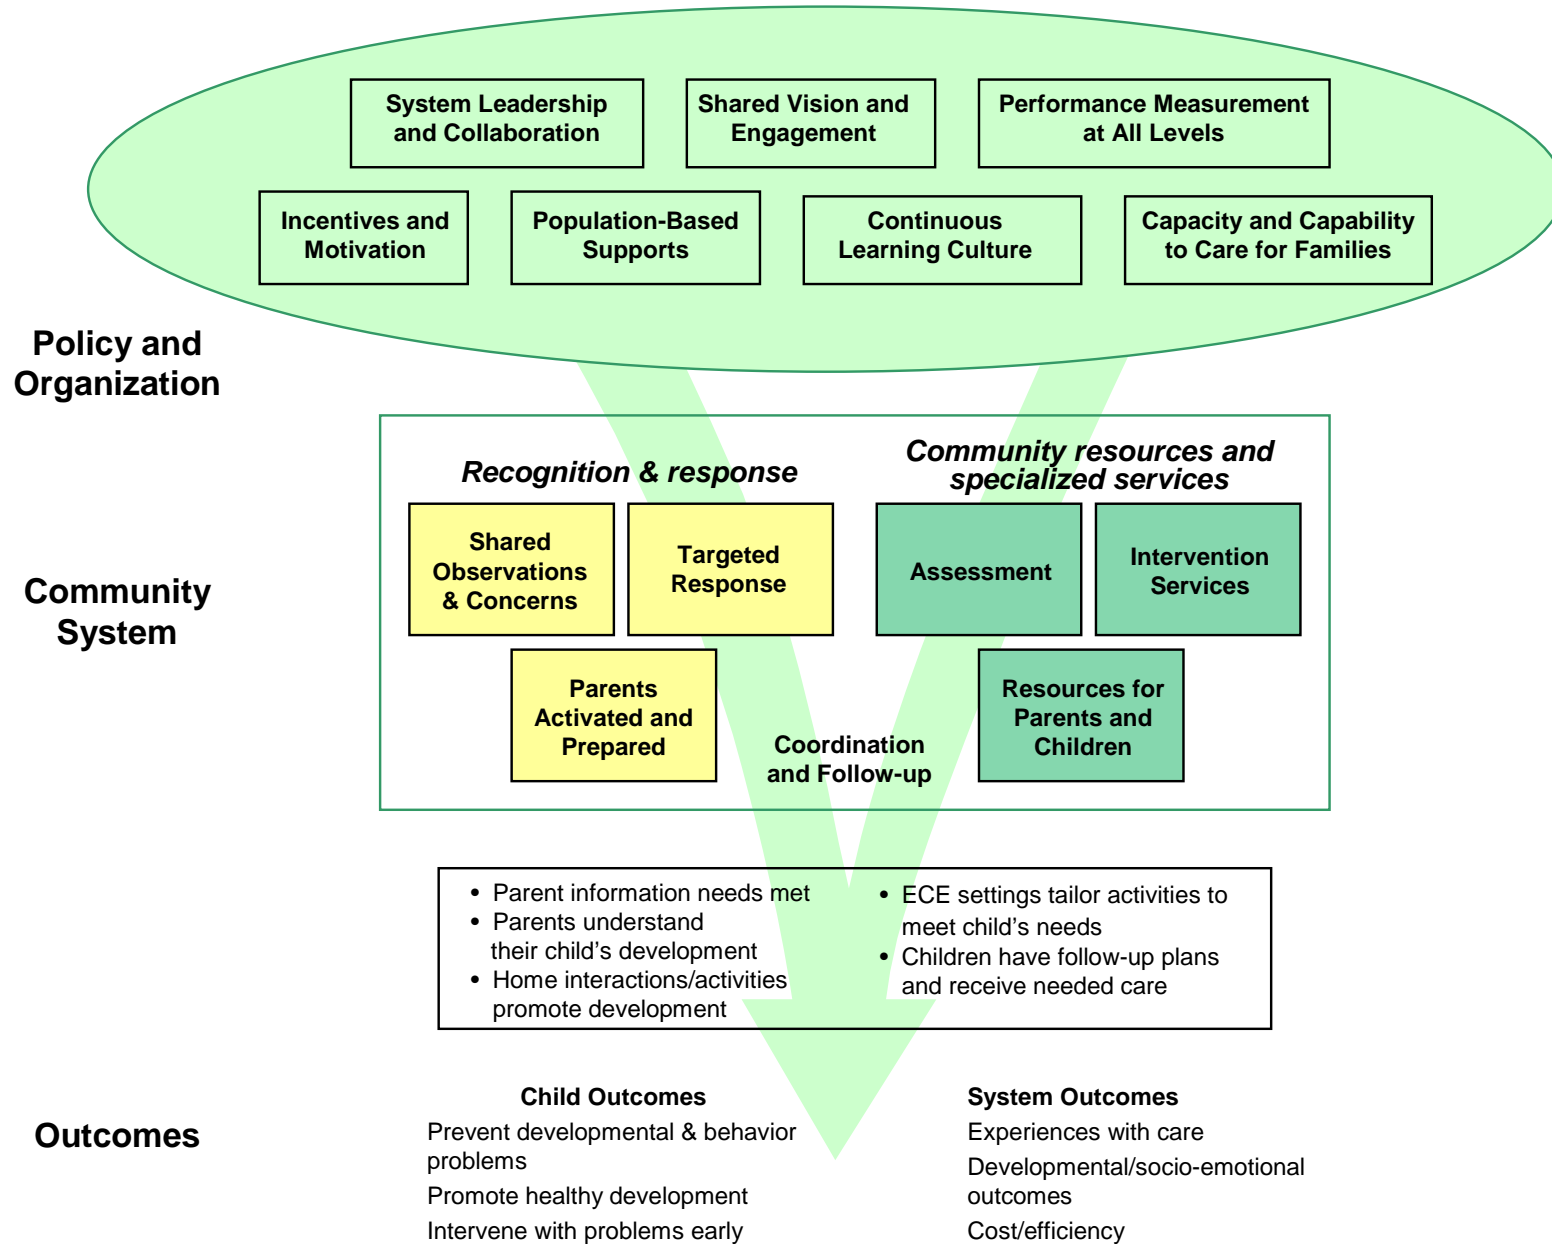 System Leadership
and Collaboration
Shared Vision and
Engagement
Performance Measurement
at All Levels
Incentives and
Motivation
Population-Based
Supports
Continuous
Learning Culture
Capacity and Capability
to Care for Families
Policy and
Organization
Recognition & response
Community resources and
specialized services
Shared
Observations
& Concerns
Targeted
Response
Assessment
Intervention
Services
Community
System
Parents
Activated and
Prepared
Coordination
and Follow-up
Resources for
Parents and
Children
• Parent information needs met
• Parents understand
their child’s development
• Home interactions/activities
promote development
• ECE settings tailor activities to
meet child’s needs
• Children have follow-up plans
and receive needed care
Outcomes
Child Outcomes
Prevent developmental & behavior
problems
Promote healthy development
Intervene with problems early
System Outcomes
Experiences with care
Developmental/socio-emotional
outcomes
Cost/efficiency